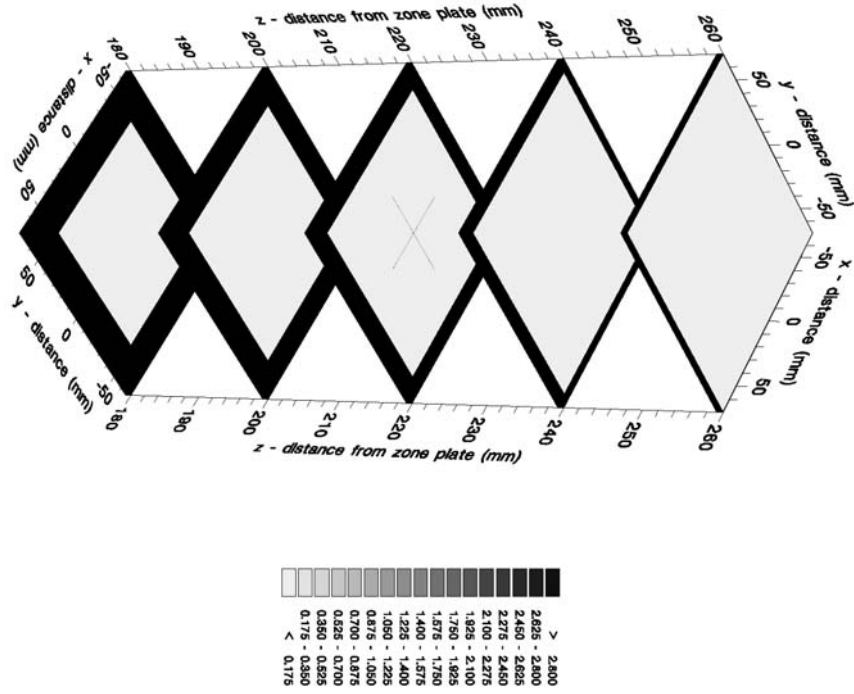 z - distance from zone plate (mm)
180 190 200 210 220 230 240 250 260
x - distance (mm)
-50 0 50
y - distance (mm)
50 0 -50
y - distance (mm)
50 0 -50
x - distance (mm)
-50 0 50
180 190 200 210 220 230 240 250 260
z - distance from zone plate (mm)
> 2.800
2.625 - 2.800
2.450 - 2.625
2.275 - 2.450
2.100 - 2.275
1.925 - 2.100
1.750 - 1.925
1.575 - 1.750
1.400 - 1.575
1.225 - 1.400
1.050 - 1.225
0.875 - 1.050
0.700 - 0.875
0.525 - 0.700
0.350 - 0.525
0.175 - 0.350
< 0.175